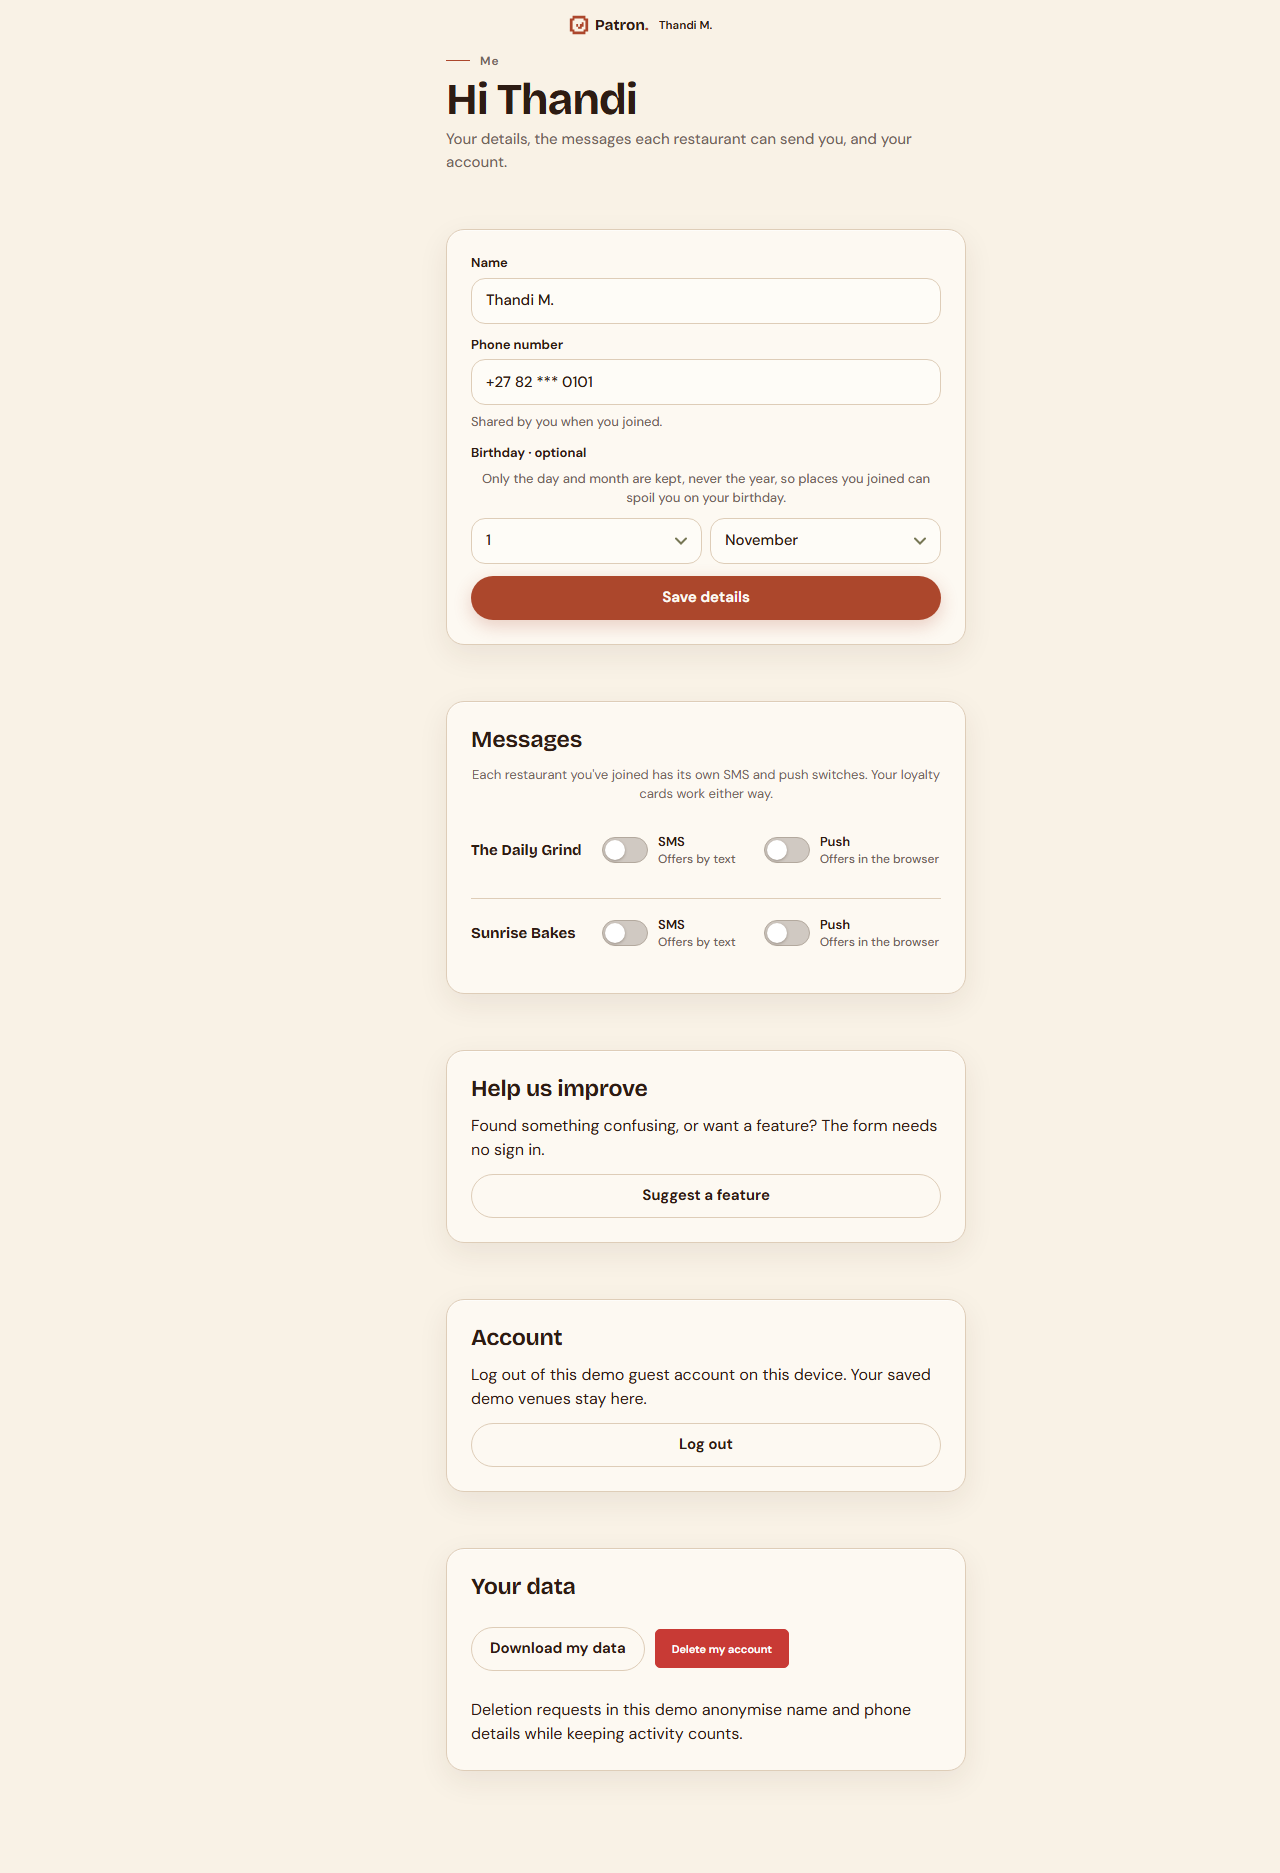 Patron. Thandi M.
Me
Hi Thandi
Your details, the messages each restaurant can send you, and your
account.
Name
Thandi M.
Phone number
+27 82 *** 0101
Shared by you when you joined.
Birthday · optional
Only the day and month are kept, never the year, so places you joined can
spoil you on your birthday.
1 November
Save details
Messages
Each restaurant you've joined has its own SMS and push switches. Your loyalty
cards work either way.
The Daily Grind SMS Push
Offers by text Offers in the browser
Sunrise Bakes SMS Push
Offers by text Offers in the browser
Help us improve
Found something confusing, or want a feature? The form needs
no sign in.
Suggest a feature
Account
Log out of this demo guest account on this device. Your saved
demo venues stay here.
Log out
Your data
Download my data Delete my account
Deletion requests in this demo anonymise name and phone
details while keeping activity counts.